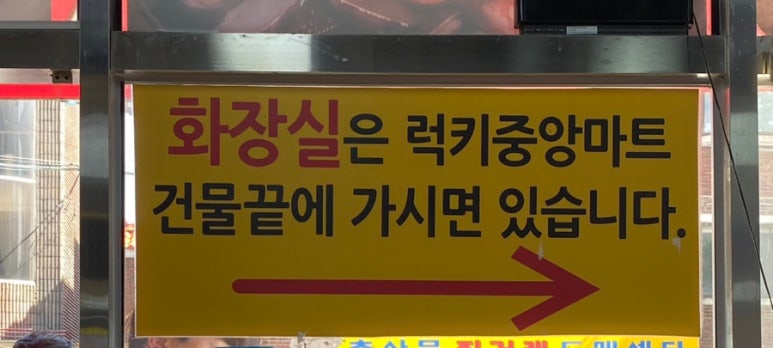 화장실은 럭키중앙마트
건물끝에 가시면 있습니다.